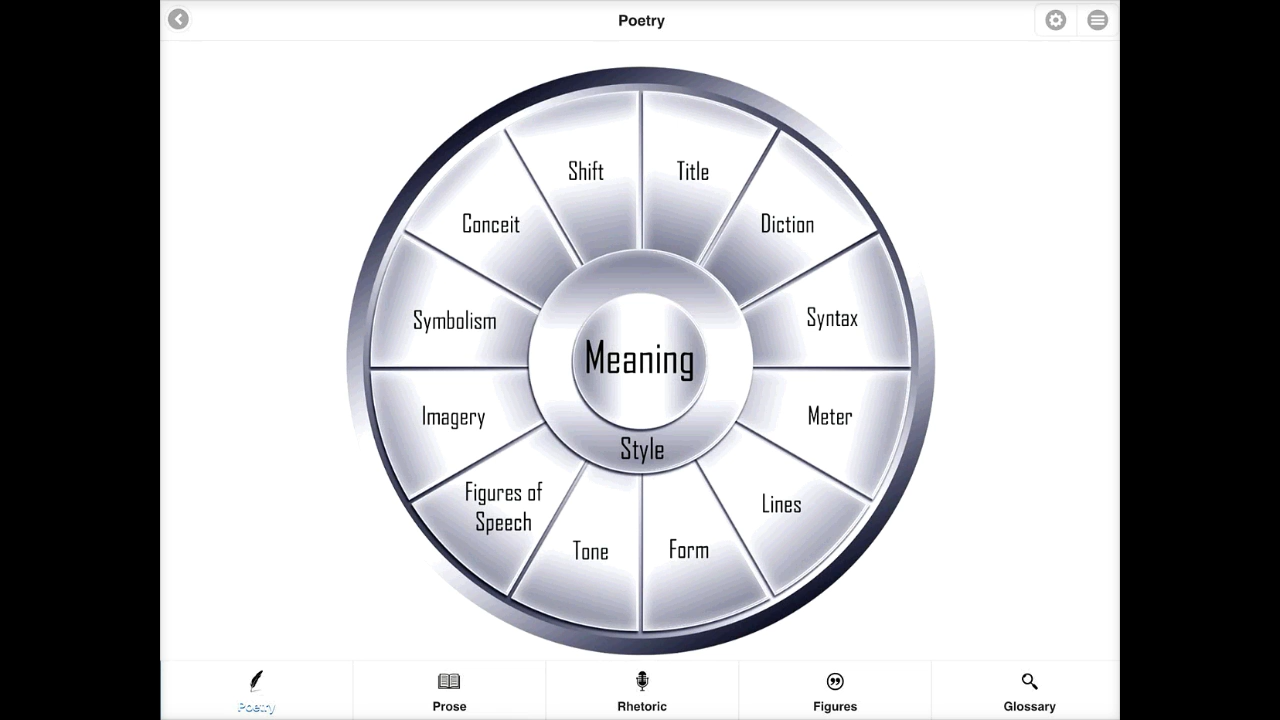 Poetry
Shift
Title
Conceit
Diction
Symbolism
Syntax
Meaning
Imagery
Meter
Style
Figures of
Speech
Lines
Tone
Form
Poetry
Prose
Rhetoric
Figures
Glossary